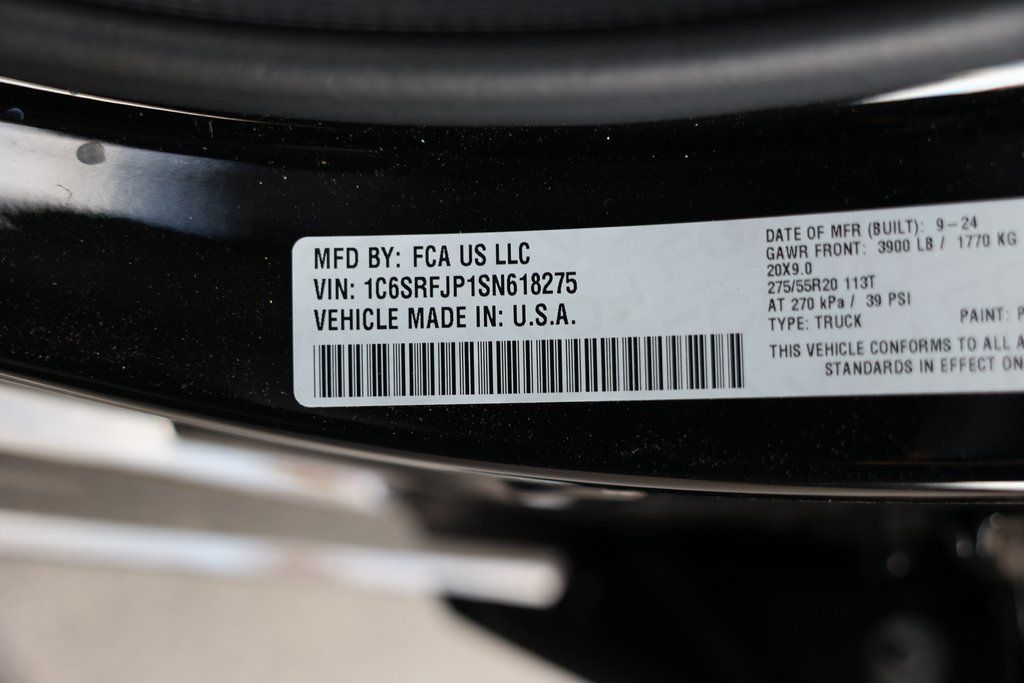 MFD BY: FCA US LLC
VIN: 1C6SRFJP1SN618275
VEHICLE MADE IN: U.S.A.
DATE OF MFR (BUILT): 9-24
GAWR FRONT: 3900 LB / 1770 KG
20X9.0
275/55R20 113T
AT 270 kPa / 39 PSI
TYPE: TRUCK PAINT:
THIS VEHICLE CONFORMS TO ALL
STANDARDS IN EFFECT ON